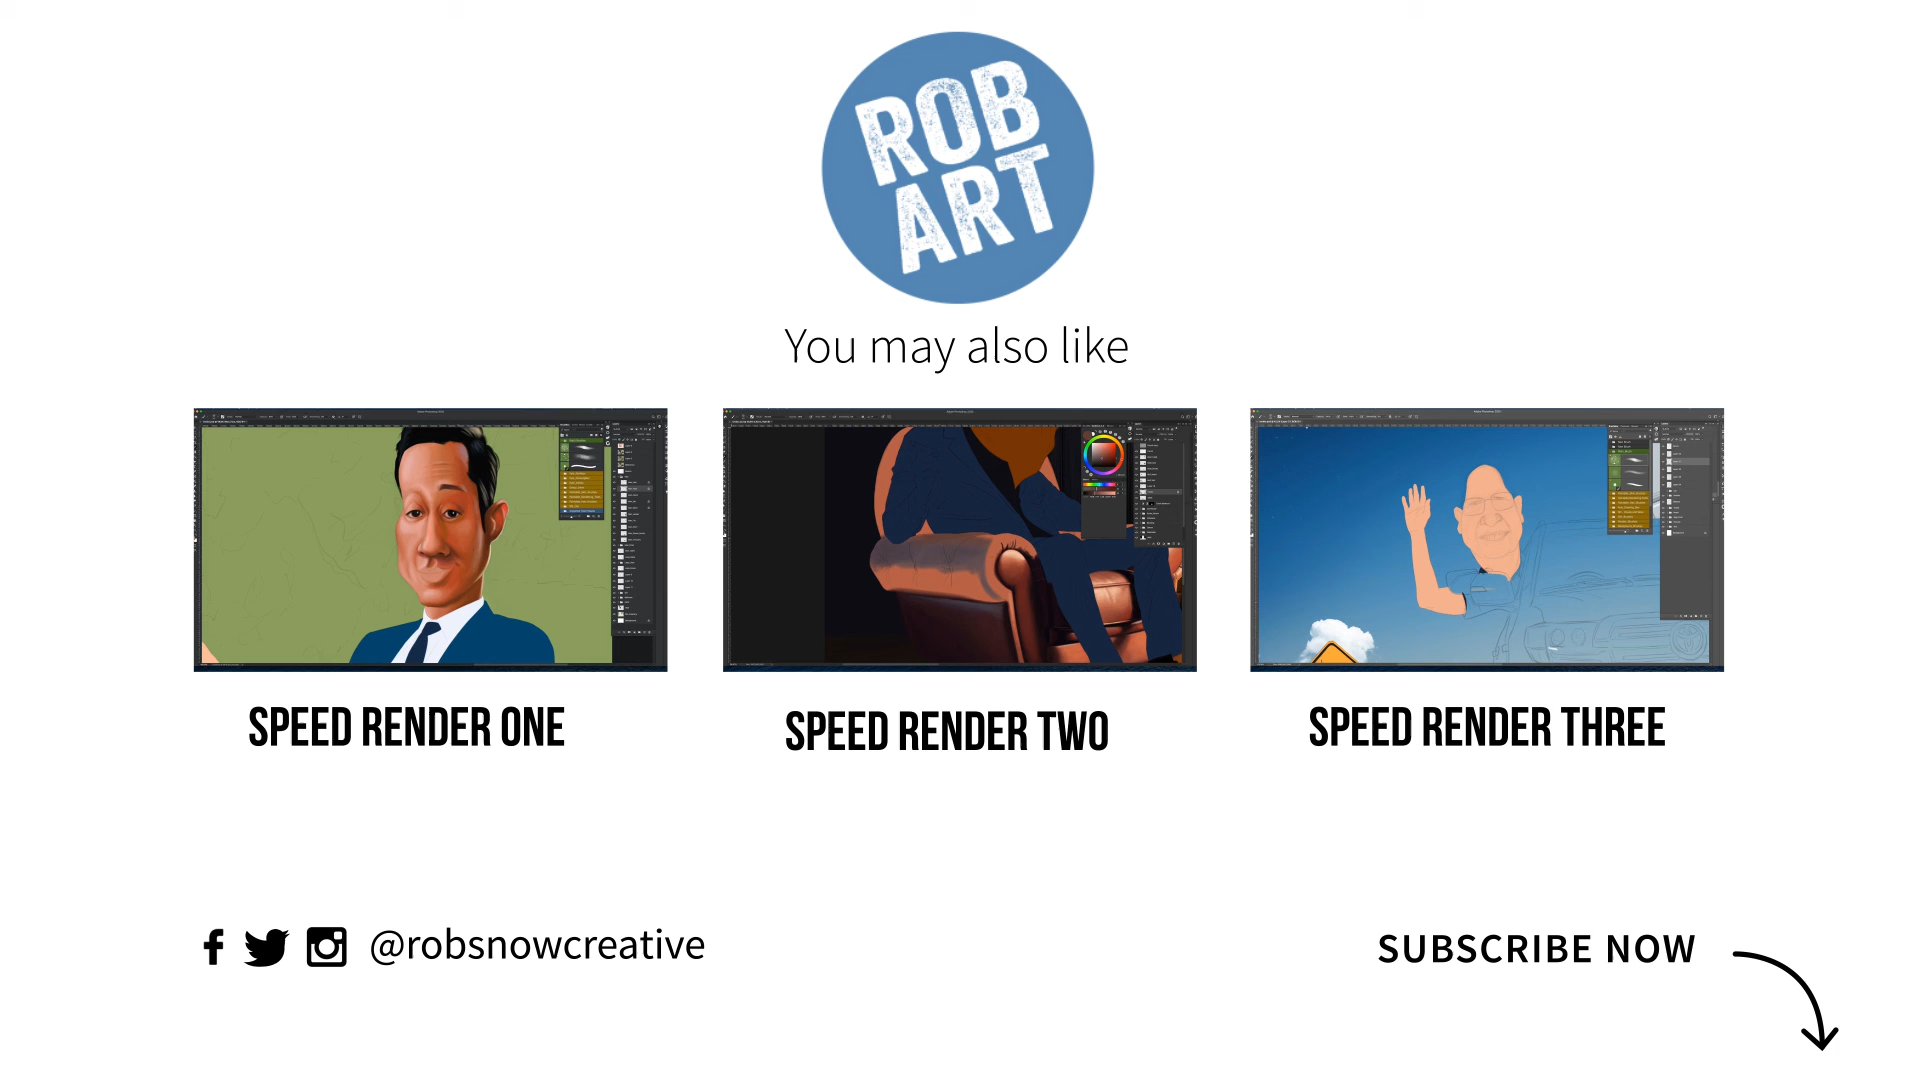 ROB
ART
You may also like
SPEED RENDER ONE
SPEED RENDER TWO
SPEED RENDER THREE
@robsnowcreative
SUBSCRIBE NOW